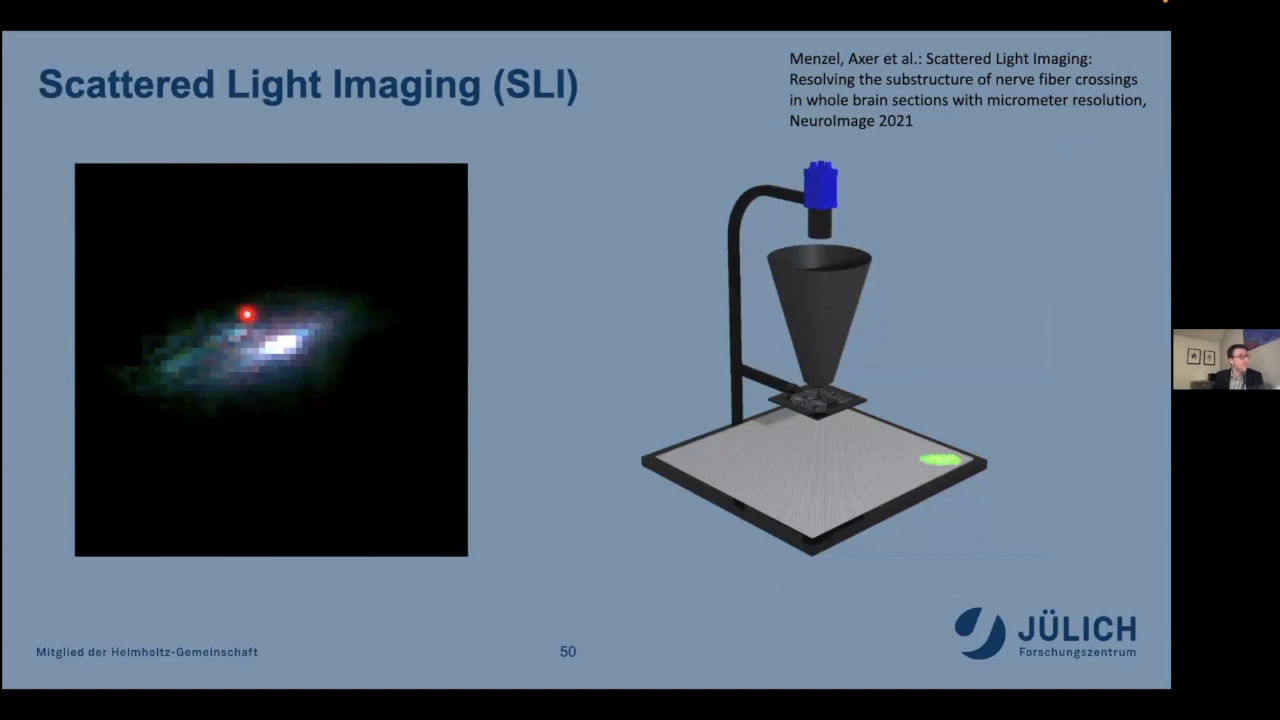 Scattered Light Imaging (SLI)
Menzel, Axer et al.: Scattered Light Imaging:
Resolving the substructure of nerve fiber crossings
in whole brain sections with micrometer resolution,
NeuroImage 2021
Mitglied der Helmholtz-Gemeinschaft
50
JÜLICH
Forschungszentrum